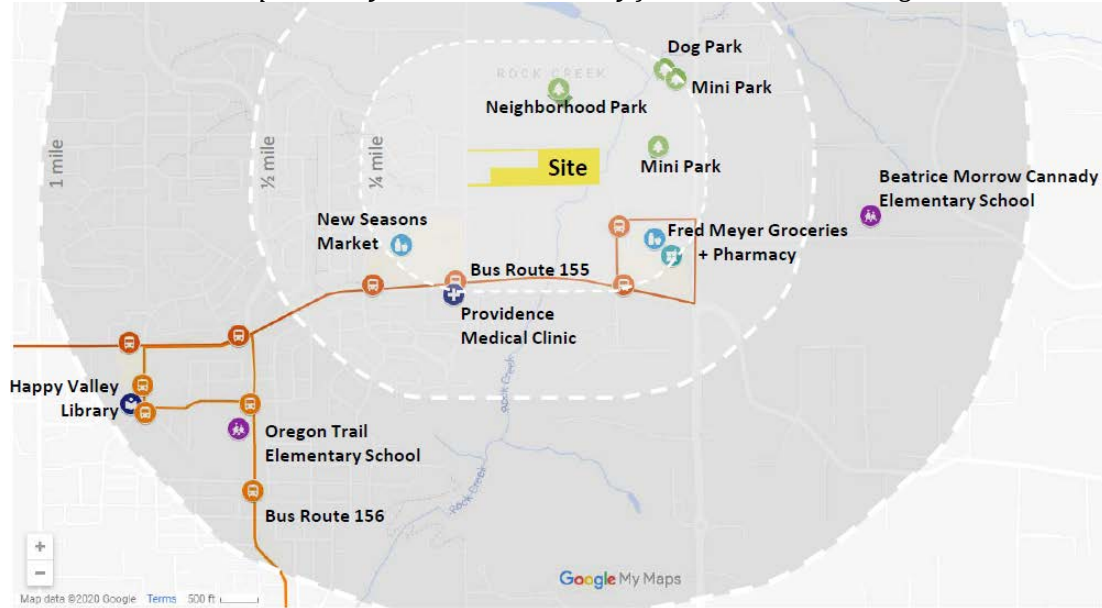 ROCK CREEK
Dog Park
Mini Park
Neighborhood Park
1 mile
½ mile
¼ mile
Site
Mini Park
Beatrice Morrow Cannady
Elementary School
New Seasons
Market
Fred Meyer Groceries
+ Pharmacy
Bus Route 155
Providence
Medical Clinic
Happy Valley
Library
Rock Creek
Oregon Trail
Elementary School
Rock Creek
Bus Route 156
+
−
Google My Maps
Map data ©2020 Google Terms 500 ft